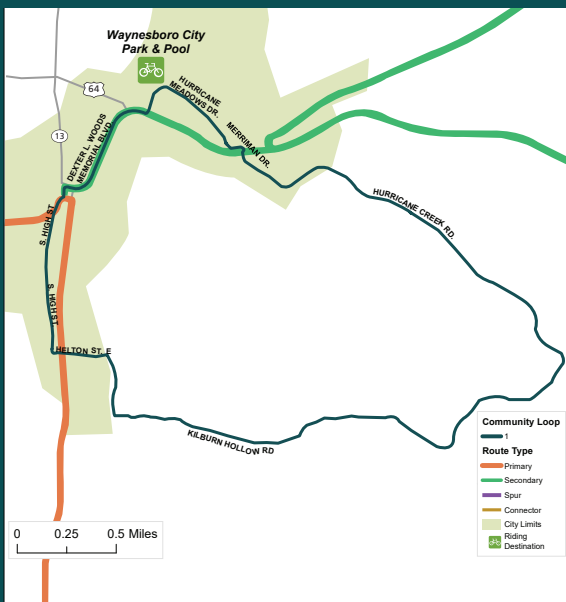 Waynesboro City
Park & Pool
64
HURRICANE
MEADOWS DR.
13
DEXTER L. WOODS
MEMORIAL BLVD.
MERRIMAN DR.
HURRICANE CREEK RD.
S. HIGH ST
S. HIGH ST
HELTON ST. E
KILBURN HOLLOW RD
Community Loop
1
Route Type
Primary
Secondary
Spur
Connector
City Limits
Riding
Destination
0 0.25 0.5 Miles